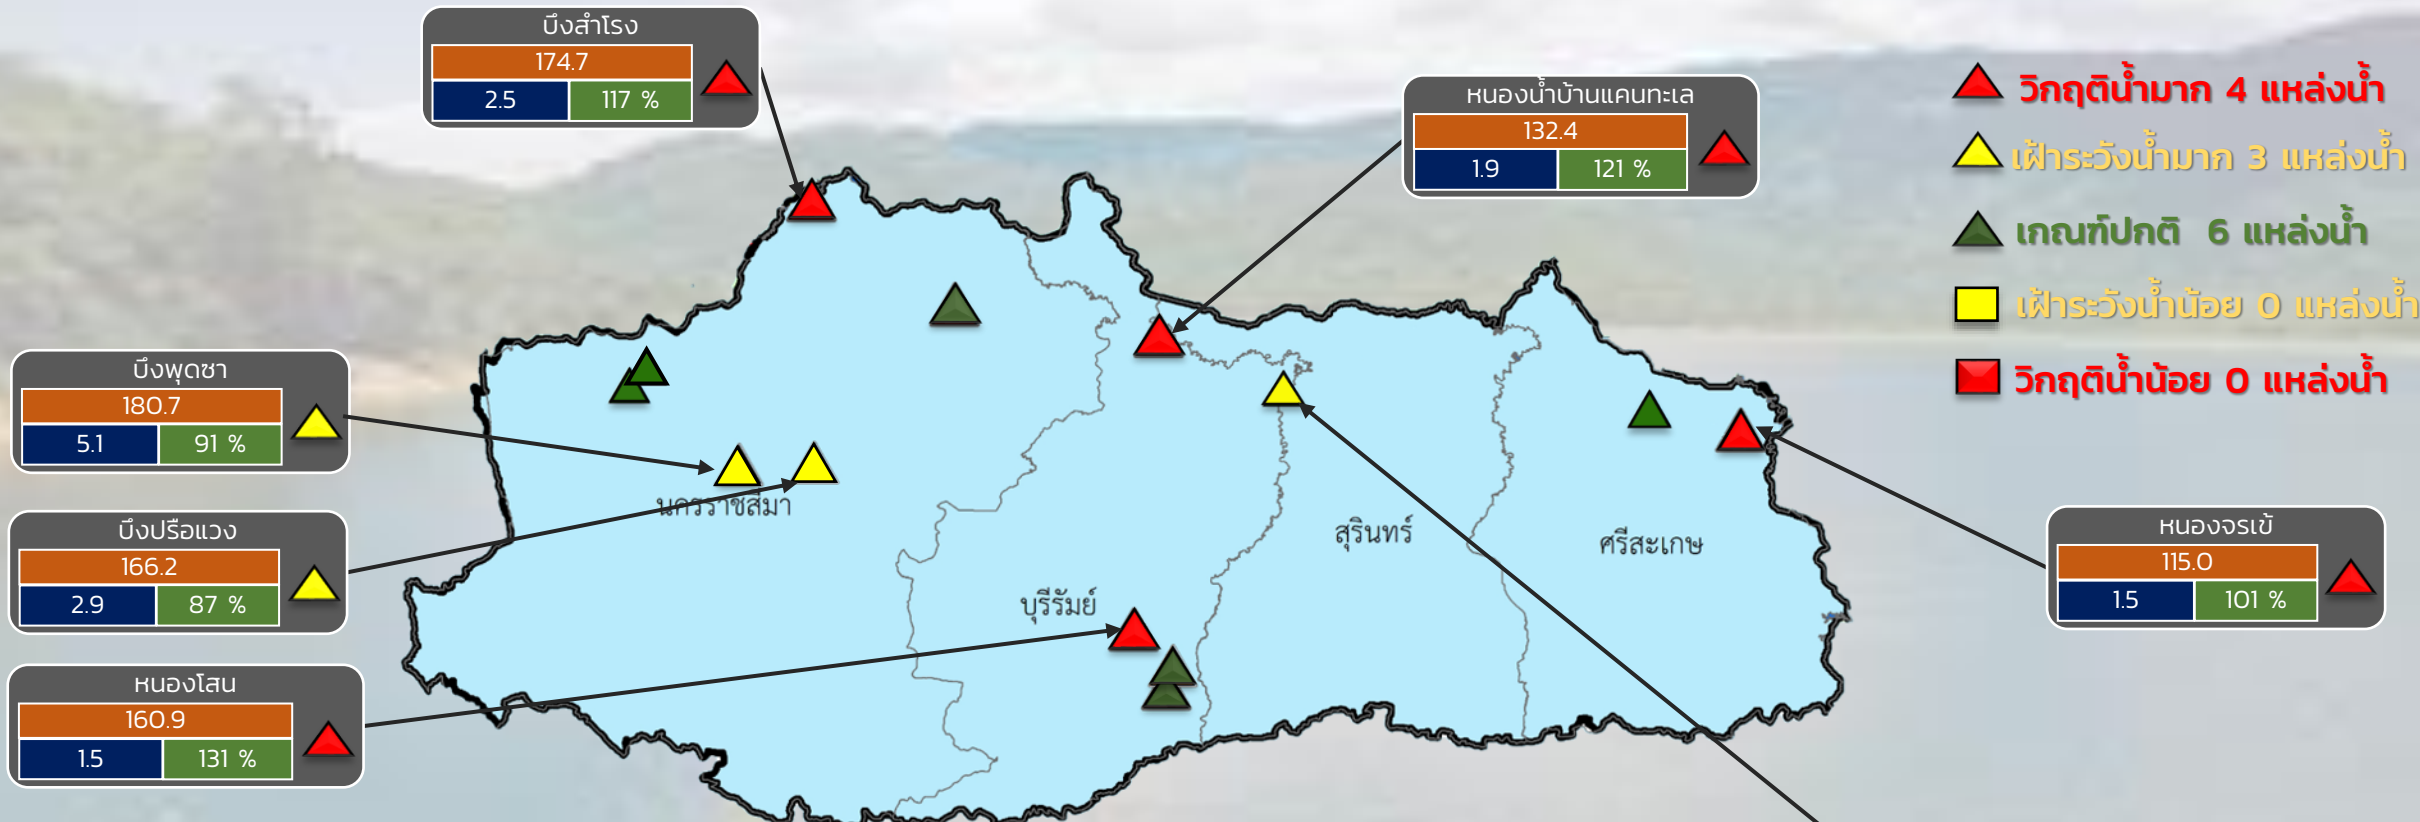 บึงสำโรง
174.7
2.5 117 %
หนองน้ำบ้านแคนทะเล
132.4
1.9 121 %
วิกฤติน้ำมาก 4 แหล่งน้ำ
เฝ้าระวังน้ำมาก 3 แหล่งน้ำ
เกณฑ์ปกติ 6 แหล่งน้ำ
เฝ้าระวังน้ำน้อย 0 แหล่งน้ำ
วิกฤติน้ำน้อย 0 แหล่งน้ำ
บึงพุดซา
180.7
5.1 91 %
บึงปรือแวง
166.2
2.9 87 %
หนองโสน
160.9
1.5 131 %
นครราชสีมา
บุรีรัมย์
สุรินทร์
ศรีสะเกษ
หนองจรเข้
115.0
1.5 101 %